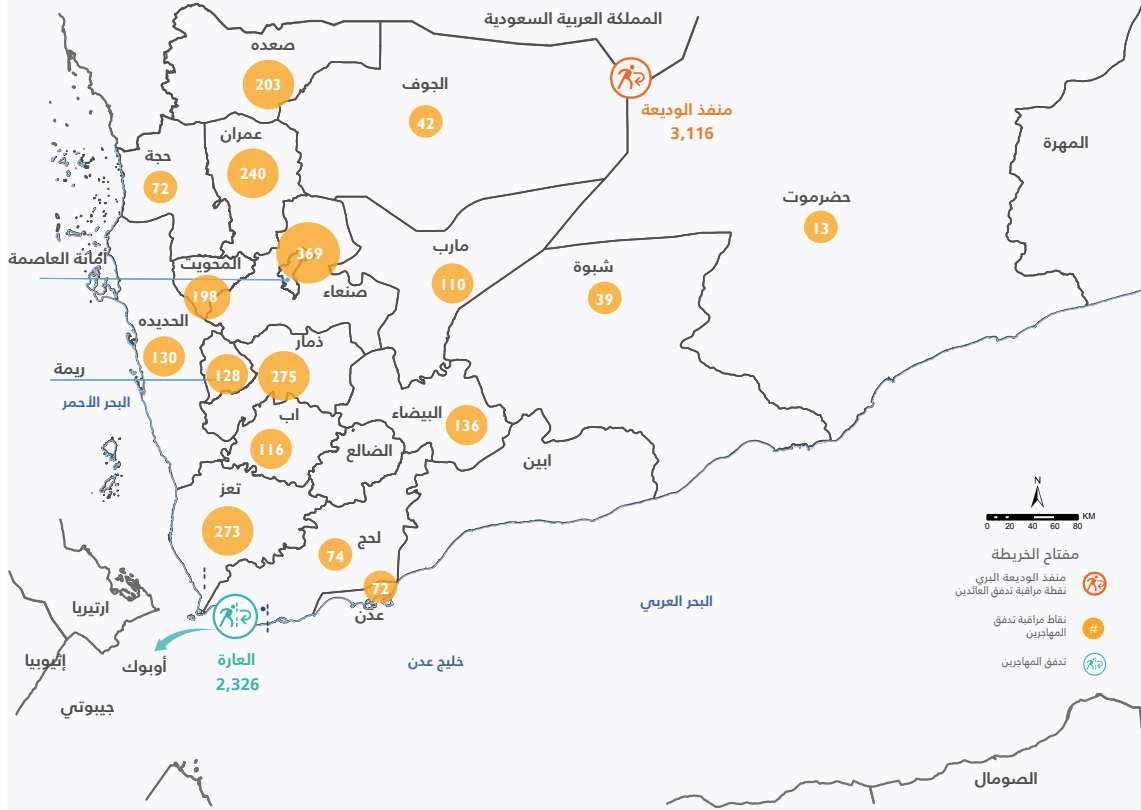 المملكة العربية السعودية
صعده
203
الجوف
42
منفذ الوديعة
3,116
المهرة
عمران
240
حجة
72
حضرموت
13
369
مارب
110
شبوة
39
أمانة العاصمة
المحويت
198
صنعاء
الحديده
130
ذمار
275
ريمة
128
البحر الأحمر
اب
116
الضالع
البيضاء
136
ابين
تعز
273
لحج
74
72
عدن
العارة
2,326
ارتيريا
إثيوبيا
أوبوك
جيبوتي
خليج عدن
البحر العربي
الصومال
N
0 20 40 60 80 KM
مفتاح الخريطة
منفذ الوديعة البري
نقطة مراقبة تدفق العائدين
نقاط مراقبة تدفق
المهاجرين
#
تدفق المهاجرين